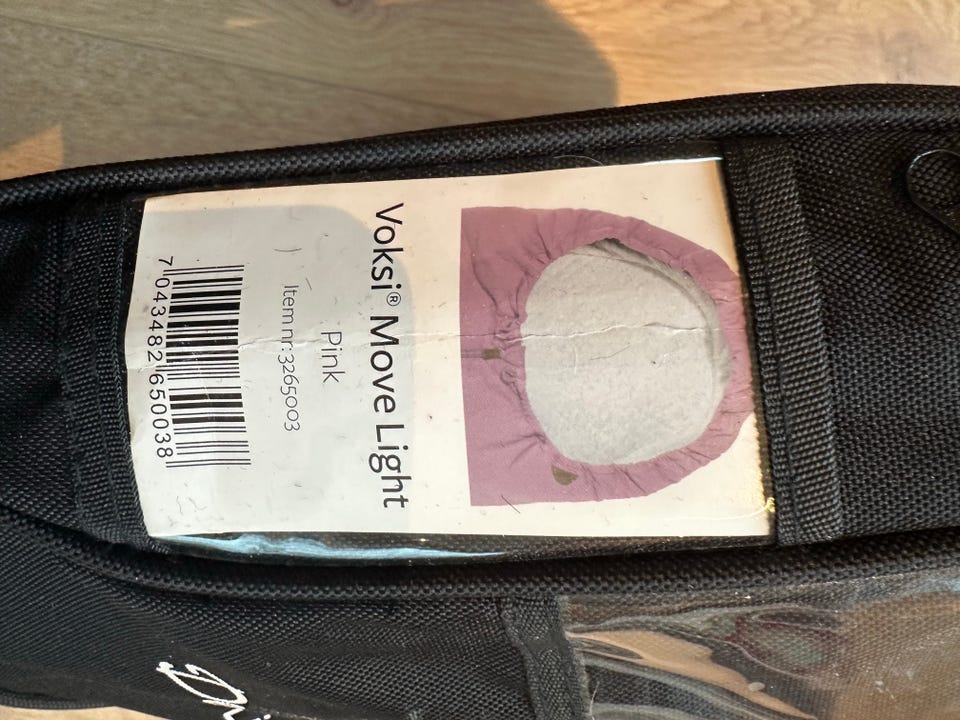 Voksi® Move Light
Pink
Item nr: 3265003
7 043482 650038